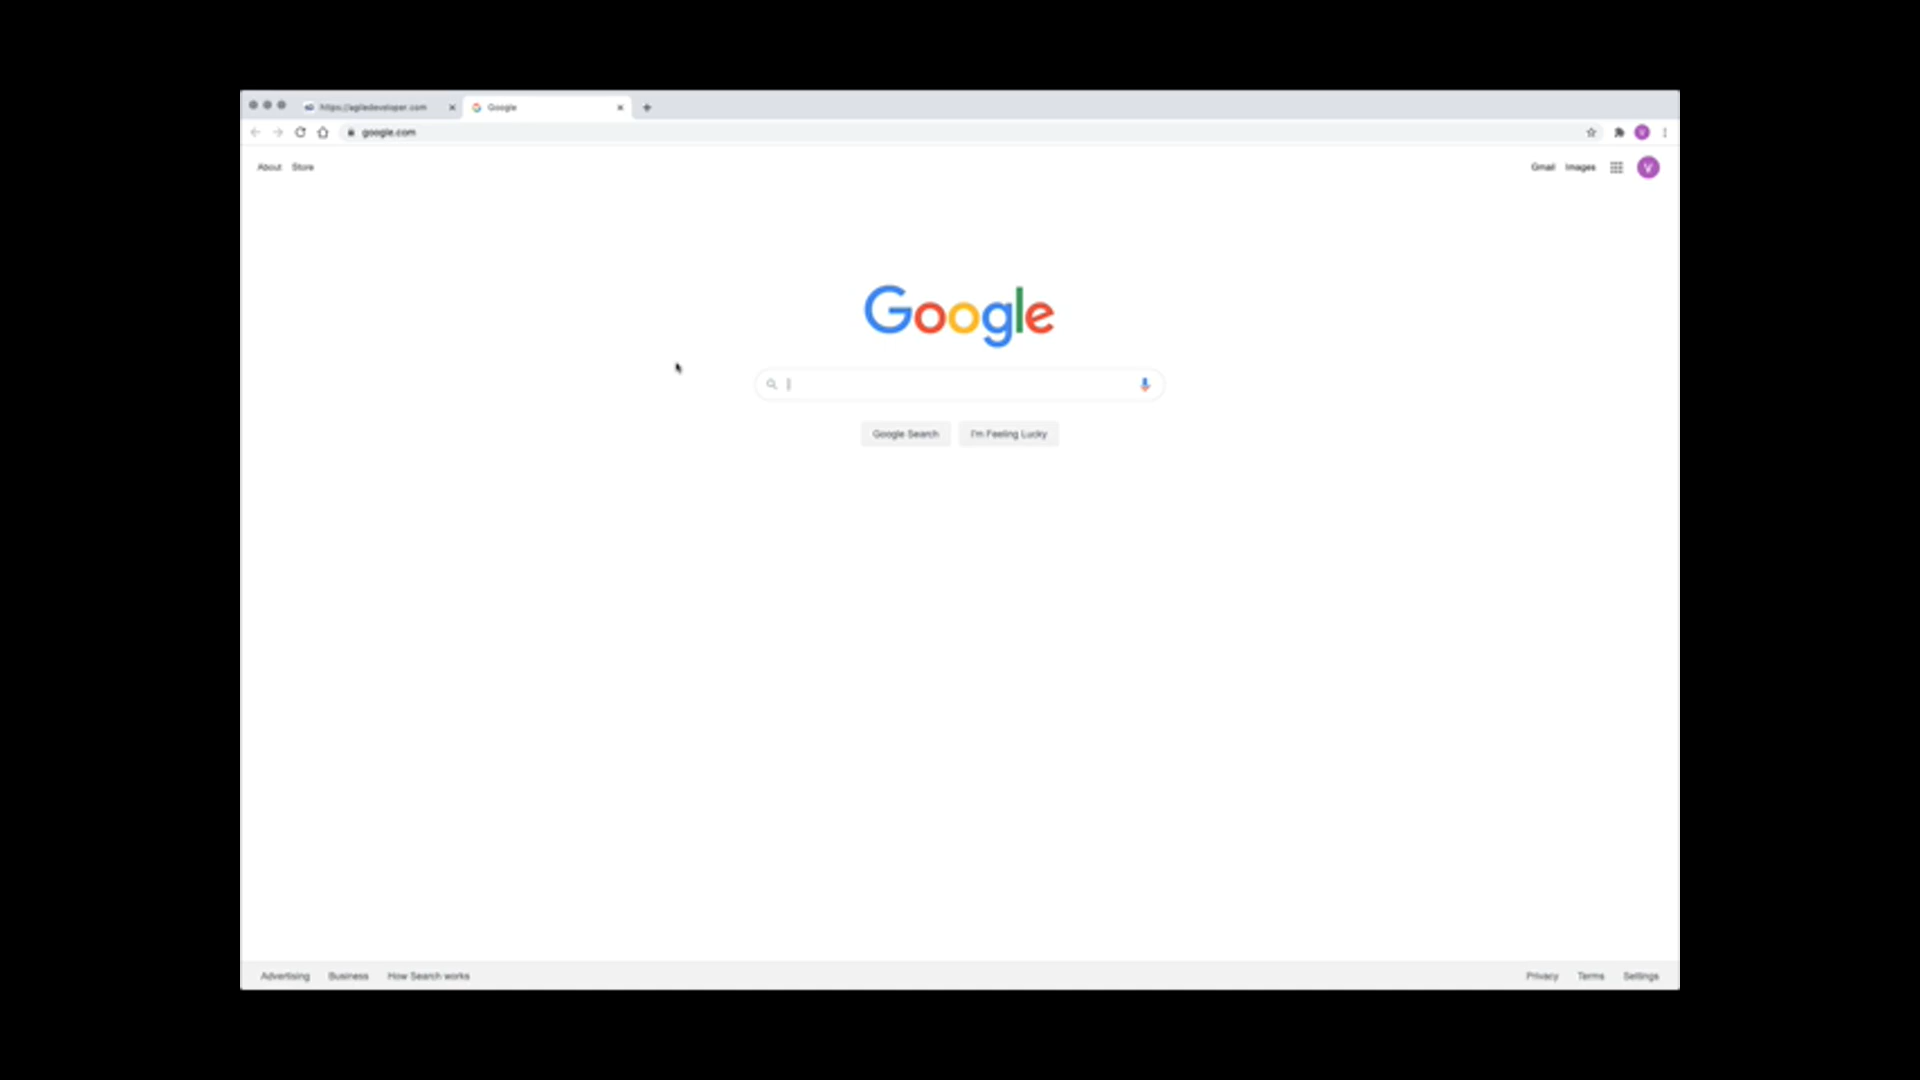 https://agiledeveloper.com
Google
google.com
About Store
Gmail Images
V
Google
Google Search I'm Feeling Lucky
Advertising Business How Search works
Privacy Terms Settings